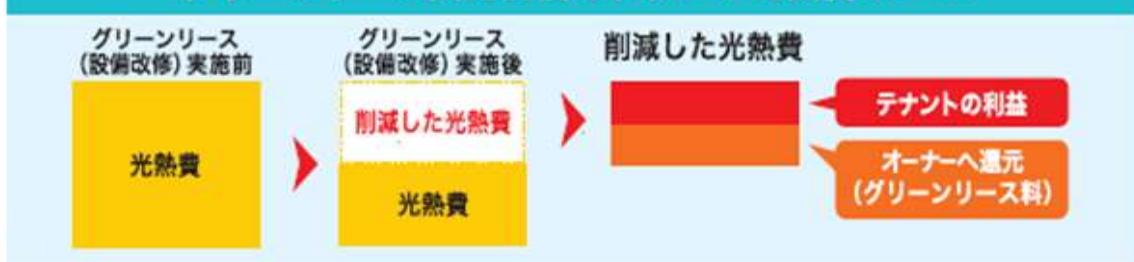 グリーンリース
（設備改修）実施前
光熱費
グリーンリース
（設備改修）実施後
削減した光熱費
光熱費
削減した光熱費
テナントの利益
オーナーへ還元
（グリーンリース料）